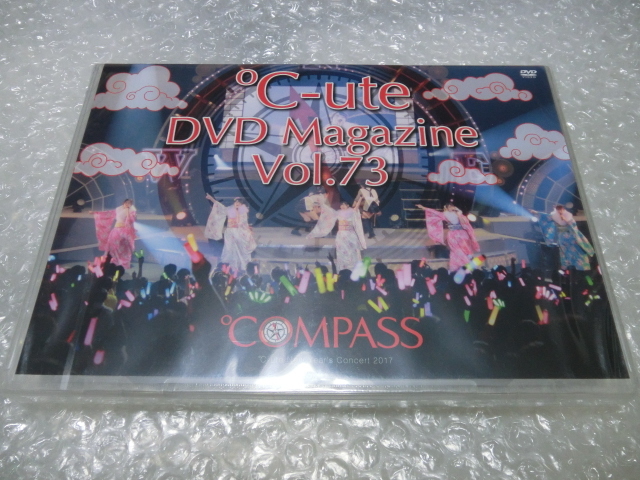 DVD
℃-ute
DVD Magazine
Vol.73
℃OMPASS
Concert 2017